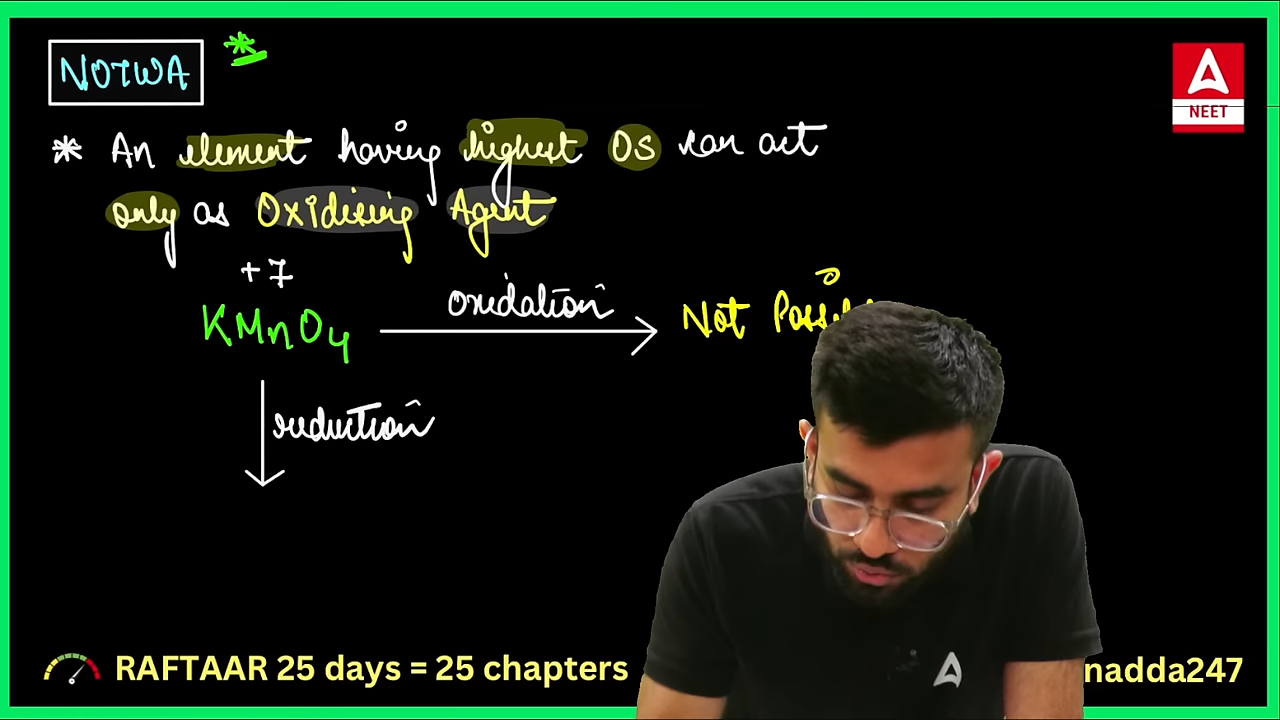 NOTWA *
* An element having highest OS can act
only as Oxidising Agent
+7
KMnO4
oxidation
Not
reduction
NEET
RAFTAAR 25 days = 25 chapters
nadda247